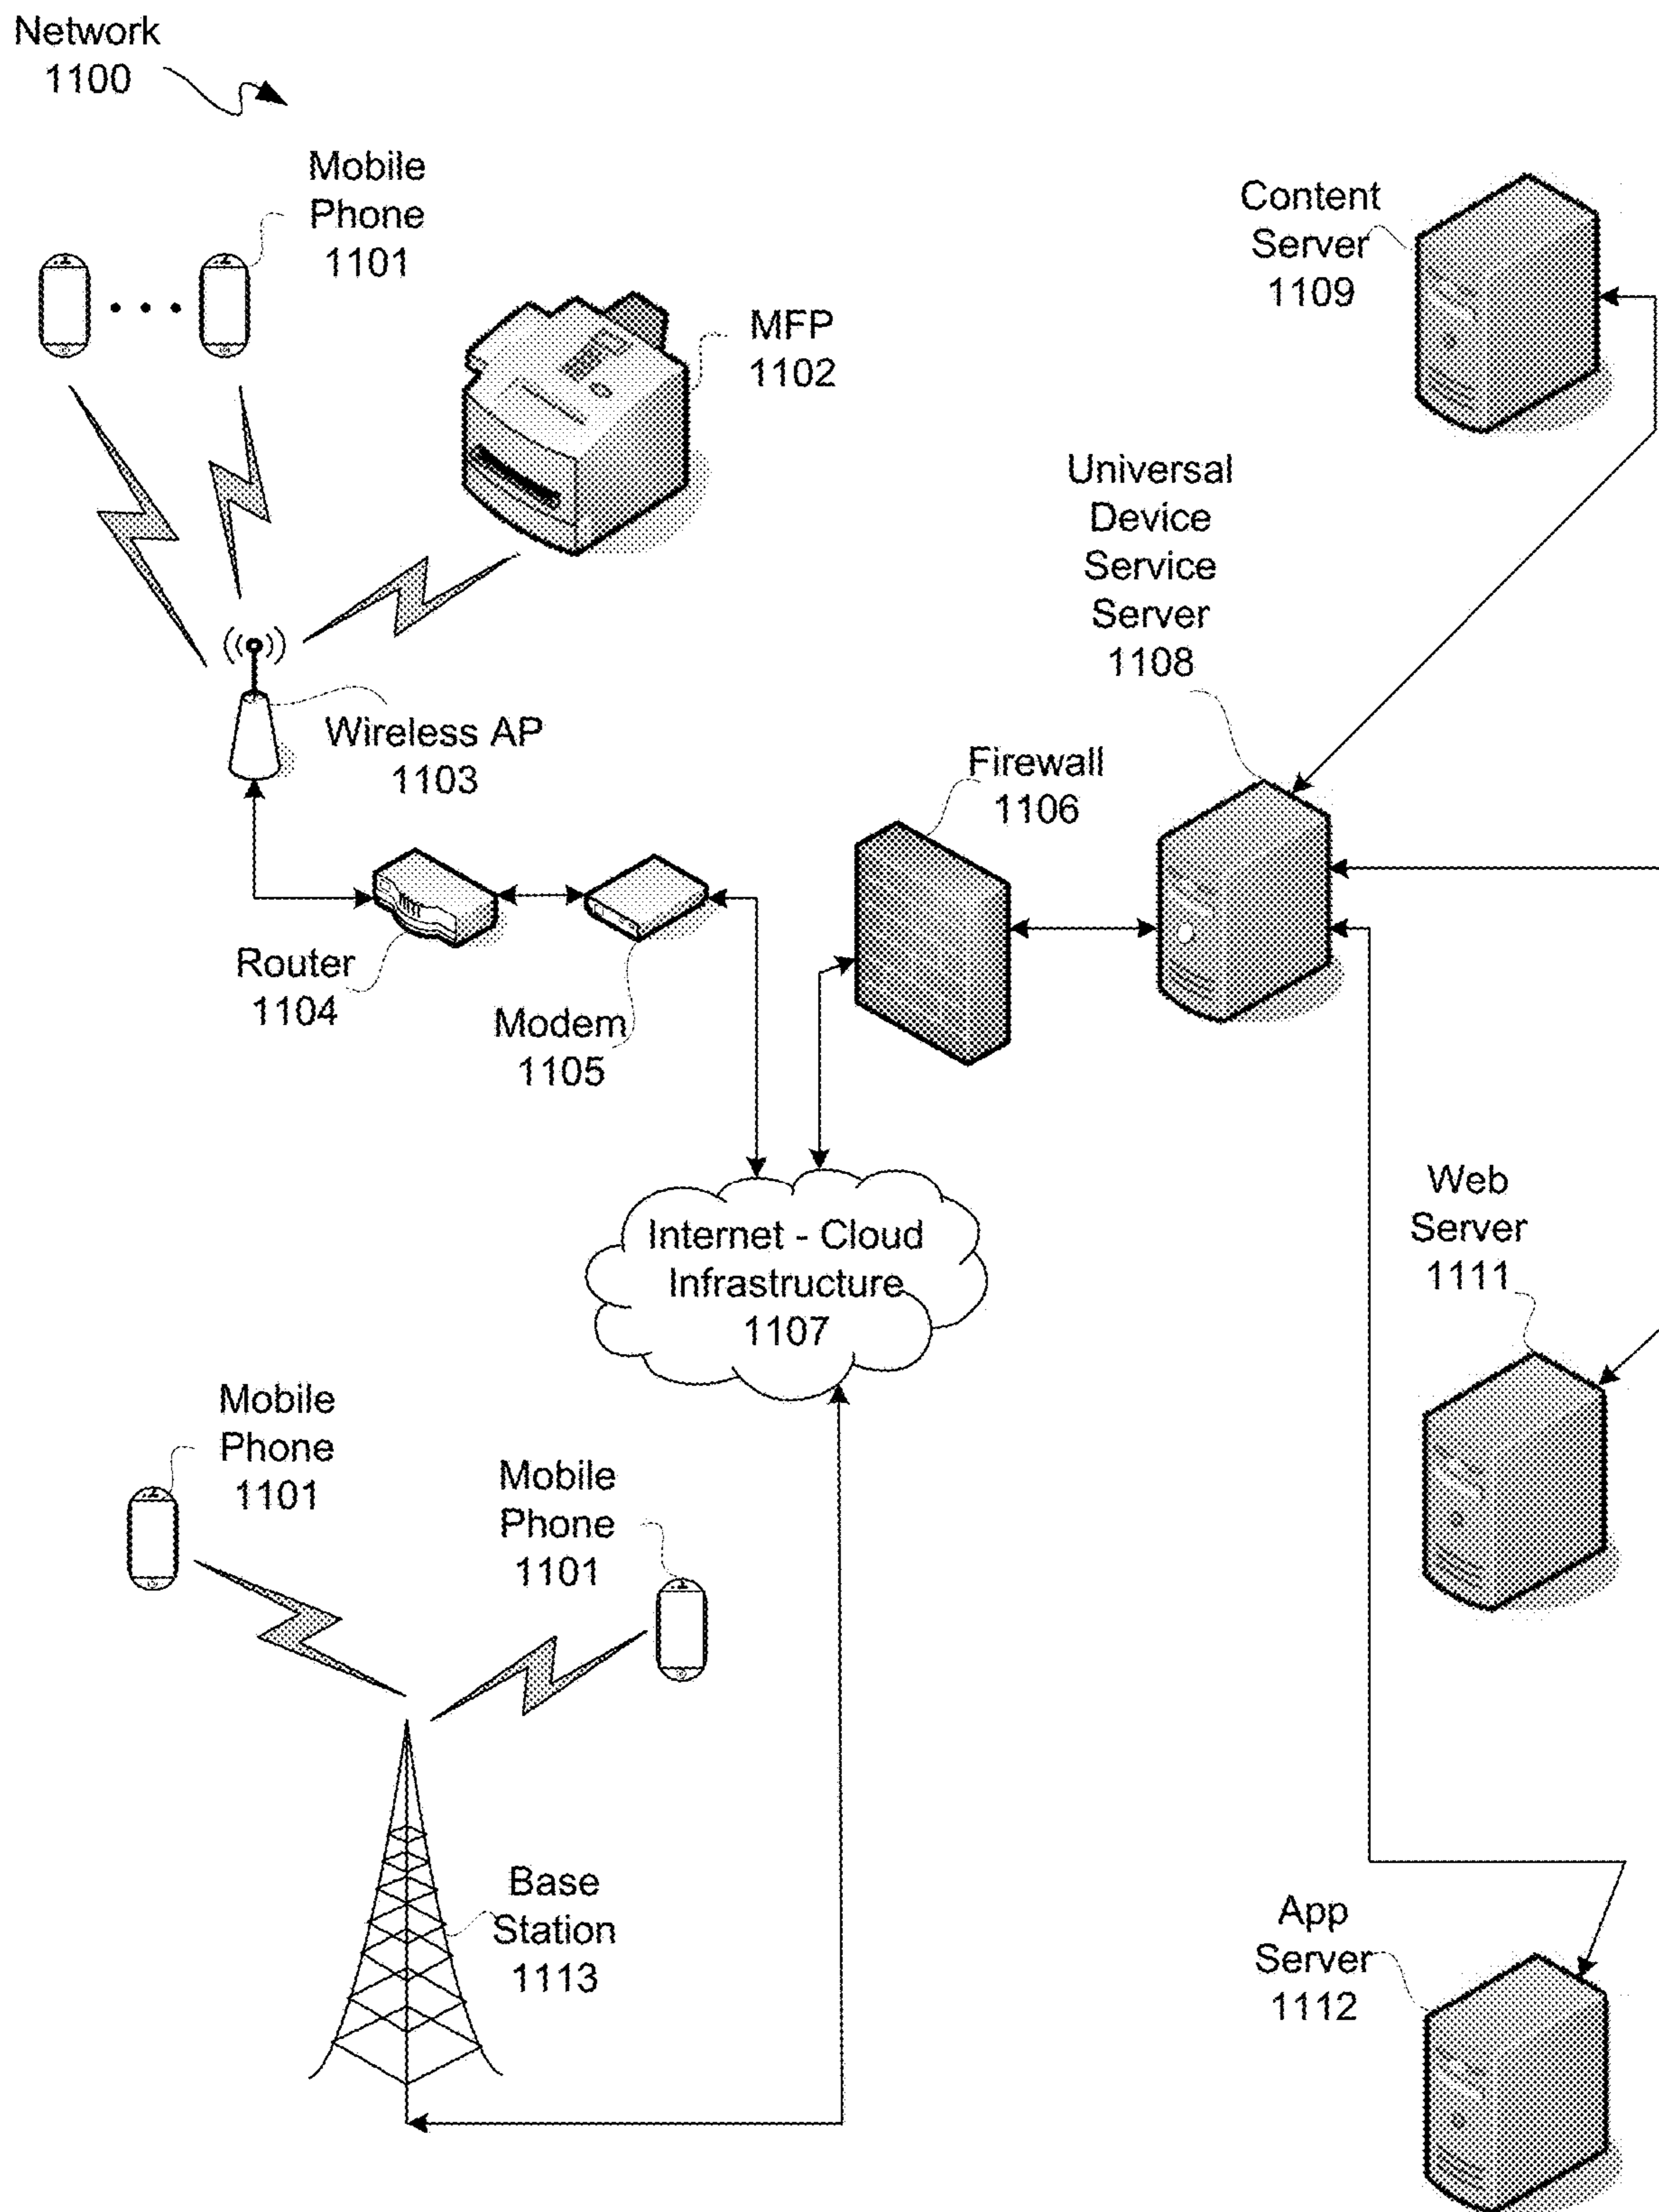 Network
1100
Mobile
Phone
1101
MFP
1102
Content
Server
1109
Universal
Device
Service
Server
1108
Wireless AP
1103
Firewall
1106
Router
1104
Modem
1105
Internet - Cloud
Infrastructure
1107
Web
Server
1111
Mobile
Phone
1101
Mobile
Phone
1101
Base
Station
1113
App
Server
1112